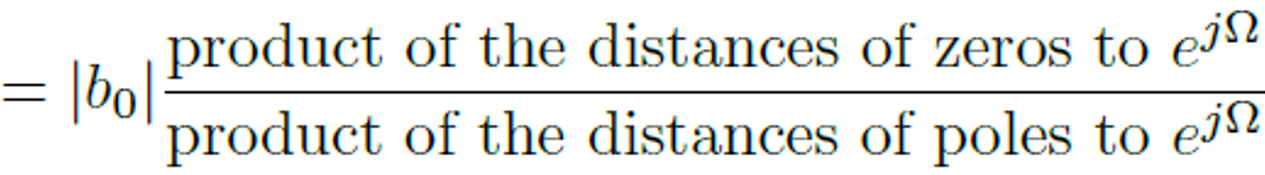 = |b₀| product of the distances of zeros to e^{jΩ}
product of the distances of poles to e^{jΩ}